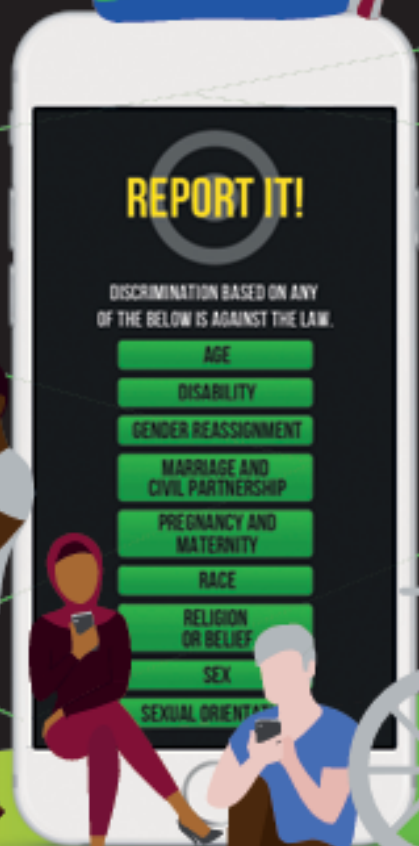 REPORT IT!
DISCRIMINATION BASED ON ANY
OF THE BELOW IS AGAINST THE LAW.
AGE
DISABILITY
GENDER REASSIGNMENT
MARRIAGE AND
CIVIL PARTNERSHIP
PREGNANCY AND
MATERNITY
RACE
RELIGION
OR BELIEF
SEX
SEXUAL